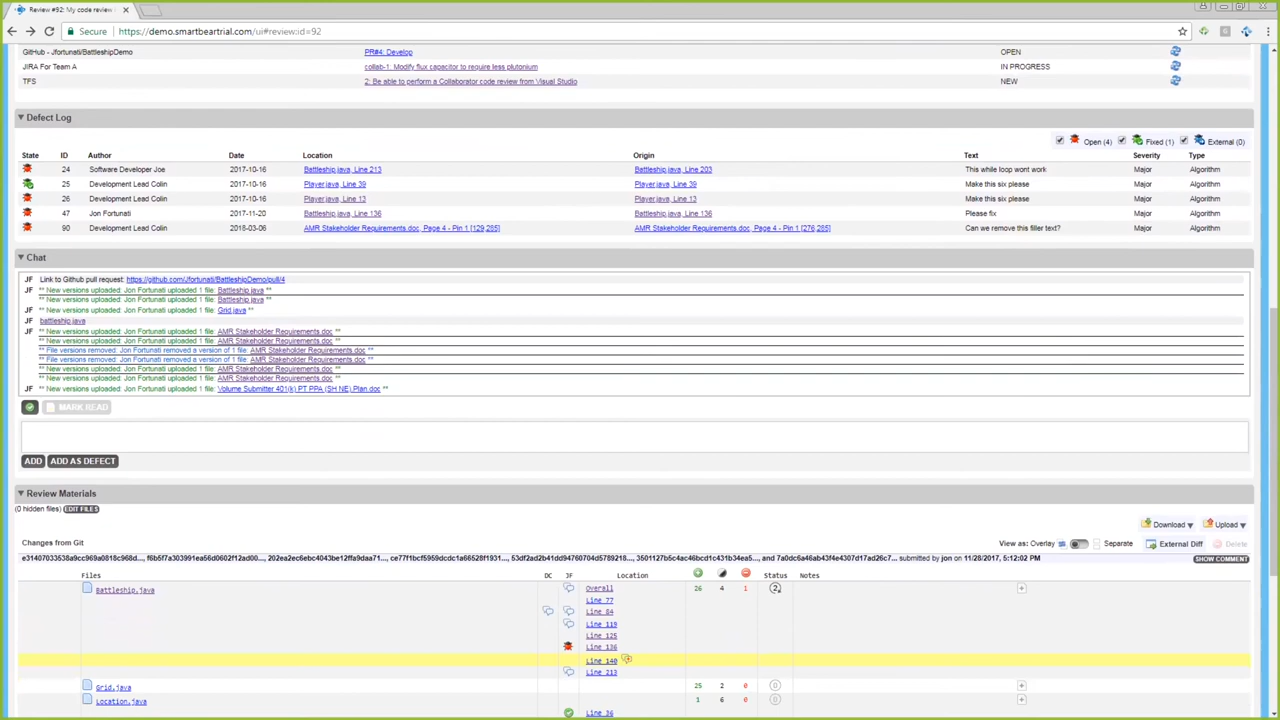 Review #92: My code review
Secure https://demo.smartbeartrial.com/ui#review:id=92
GitHub - Jfortunati/BattleshipDemo PR#4: Develop OPEN
JIRA For Team A collab-1: Modify flux capacitor to require less plutonium IN PROGRESS
TFS 2: Be able to perform a Collaborator code review from Visual Studio NEW
Defect Log
Open (4) Fixed (1) External (0)
State ID Author Date Location Origin Text Severity Type
24 Software Developer Joe 2017-10-16 Battleship.java, Line 213 Battleship.java, Line 203 This while loop wont work Major Algorithm
25 Development Lead Colin 2017-10-16 Player.java, Line 39 Player.java, Line 39 Make this six please Major Algorithm
26 Development Lead Colin 2017-10-16 Player.java, Line 13 Player.java, Line 13 Make this six please Major Algorithm
47 Jon Fortunati 2017-11-20 Battleship.java, Line 136 Battleship.java, Line 136 Please fix Major Algorithm
90 Development Lead Colin 2018-03-06 AMR Stakeholder Requirements.doc, Page 4 - Pin 1 [129,285] AMR Stakeholder Requirements.doc, Page 4 - Pin 1 [276,285] Can we remove this filler text? Major Algorithm
Chat
JF Link to Github pull request: https://github.com/Jfortunati/BattleshipDemo/pull/4
JF ** New versions uploaded: Jon Fortunati uploaded 1 file: Battleship.java **
** New versions uploaded: Jon Fortunati uploaded 1 file: Battleship.java **
JF ** New versions uploaded: Jon Fortunati uploaded 1 file: Grid.java **
JF battleship.java
JF ** New versions uploaded: Jon Fortunati uploaded 1 file: AMR Stakeholder Requirements.doc **
** New versions uploaded: Jon Fortunati uploaded 1 file: AMR Stakeholder Requirements.doc **
** File versions removed: Jon Fortunati removed a version of 1 file: AMR Stakeholder Requirements.doc **
** File versions removed: Jon Fortunati removed a version of 1 file: AMR Stakeholder Requirements.doc **
** New versions uploaded: Jon Fortunati uploaded 1 file: AMR Stakeholder Requirements.doc **
** New versions uploaded: Jon Fortunati uploaded 1 file: AMR Stakeholder Requirements.doc **
JF ** New versions uploaded: Jon Fortunati uploaded 1 file: Volume Submitter 401(k) PT PPA (SH NE) Plan.doc **
MARK READ
ADD ADD AS DEFECT
Review Materials
(0 hidden files) EDIT FILES
Download Upload
Changes from Git View as: Overlay Separate External Diff Delete
submitted by jon on 11/28/2017, 5:12:02 PM SHOW COMMENT
Files DC JF Location Status Notes
Battleship.java Overall 26 4 1 2
Line 77
Line 84
Line 119
Line 125
Line 136
Line 140
Line 213
Grid.java 25 2 0 0
Location.java 1 6 0 0
Line 36